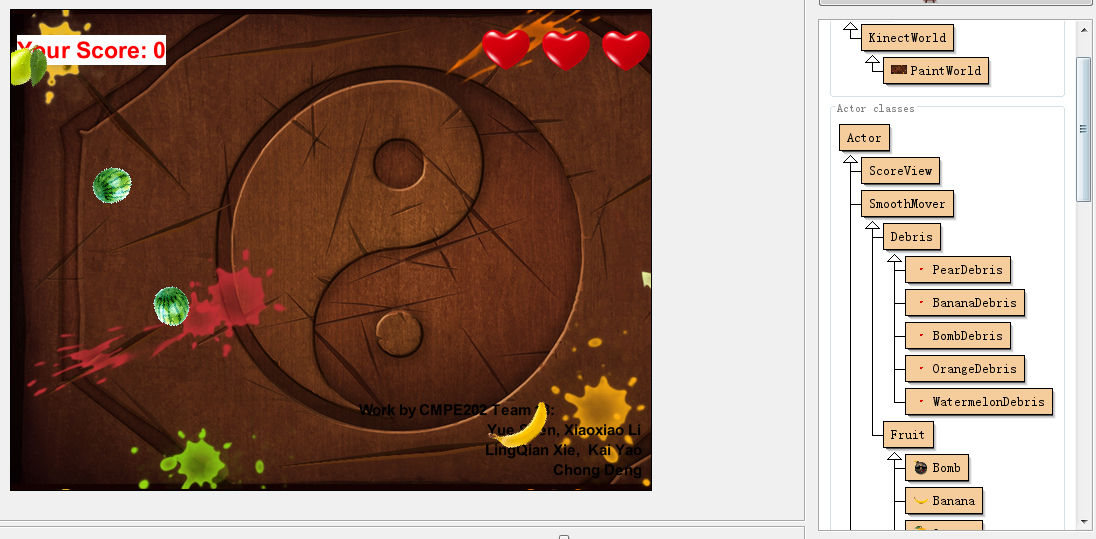 Your Score: 0
Work by CMPE202 Team
Yue Xiaoxiao Li
LingQian Xie, Kai Yao
Chong Deng
KinectWorld
PaintWorld
Actor classes
Actor
ScoreView
SmoothMover
Debris
PearDebris
BananaDebris
BombDebris
OrangeDebris
WatermelonDebris
Fruit
Bomb
Banana